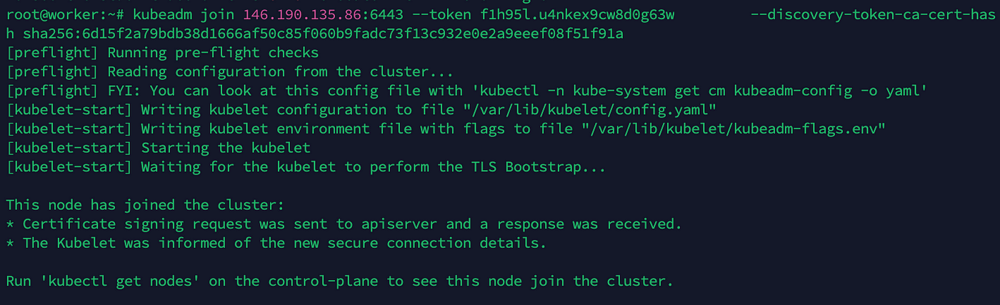 root@worker:~# kubeadm join 146.190.135.86:6443 --token f1h95l.u4nkex9cw8d0g63w         --discovery-token-ca-cert-has
h sha256:6d15f2a79bdb38d1666af50c85f060b9fadc73f13c932e0e2a9eeef08f51f91a
[preflight] Running pre-flight checks
[preflight] Reading configuration from the cluster...
[preflight] FYI: You can look at this config file with 'kubectl -n kube-system get cm kubeadm-config -o yaml'
[kubelet-start] Writing kubelet configuration to file "/var/lib/kubelet/config.yaml"
[kubelet-start] Writing kubelet environment file with flags to file "/var/lib/kubelet/kubeadm-flags.env"
[kubelet-start] Starting the kubelet
[kubelet-start] Waiting for the kubelet to perform the TLS Bootstrap...

This node has joined the cluster:
* Certificate signing request was sent to apiserver and a response was received.
* The Kubelet was informed of the new secure connection details.

Run 'kubectl get nodes' on the control-plane to see this node join the cluster.